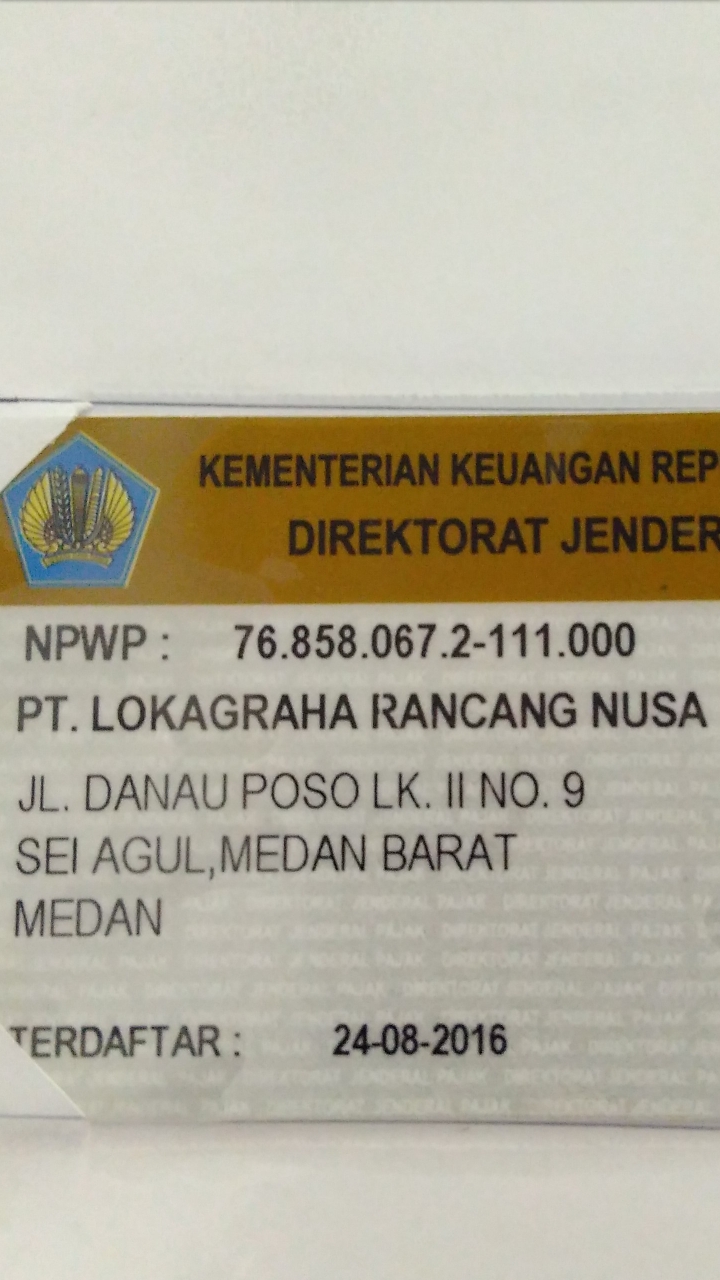 KEMENTERIAN KEUANGAN REP
DIREKTORAT JENDER
NPWP : 76.858.067.2-111.000
PT. LOKAGRAHA RANCANG NUSA
JL. DANAU POSO LK. II NO. 9
SEI AGUL,MEDAN BARAT
MEDAN
TERDAFTAR : 24-08-2016